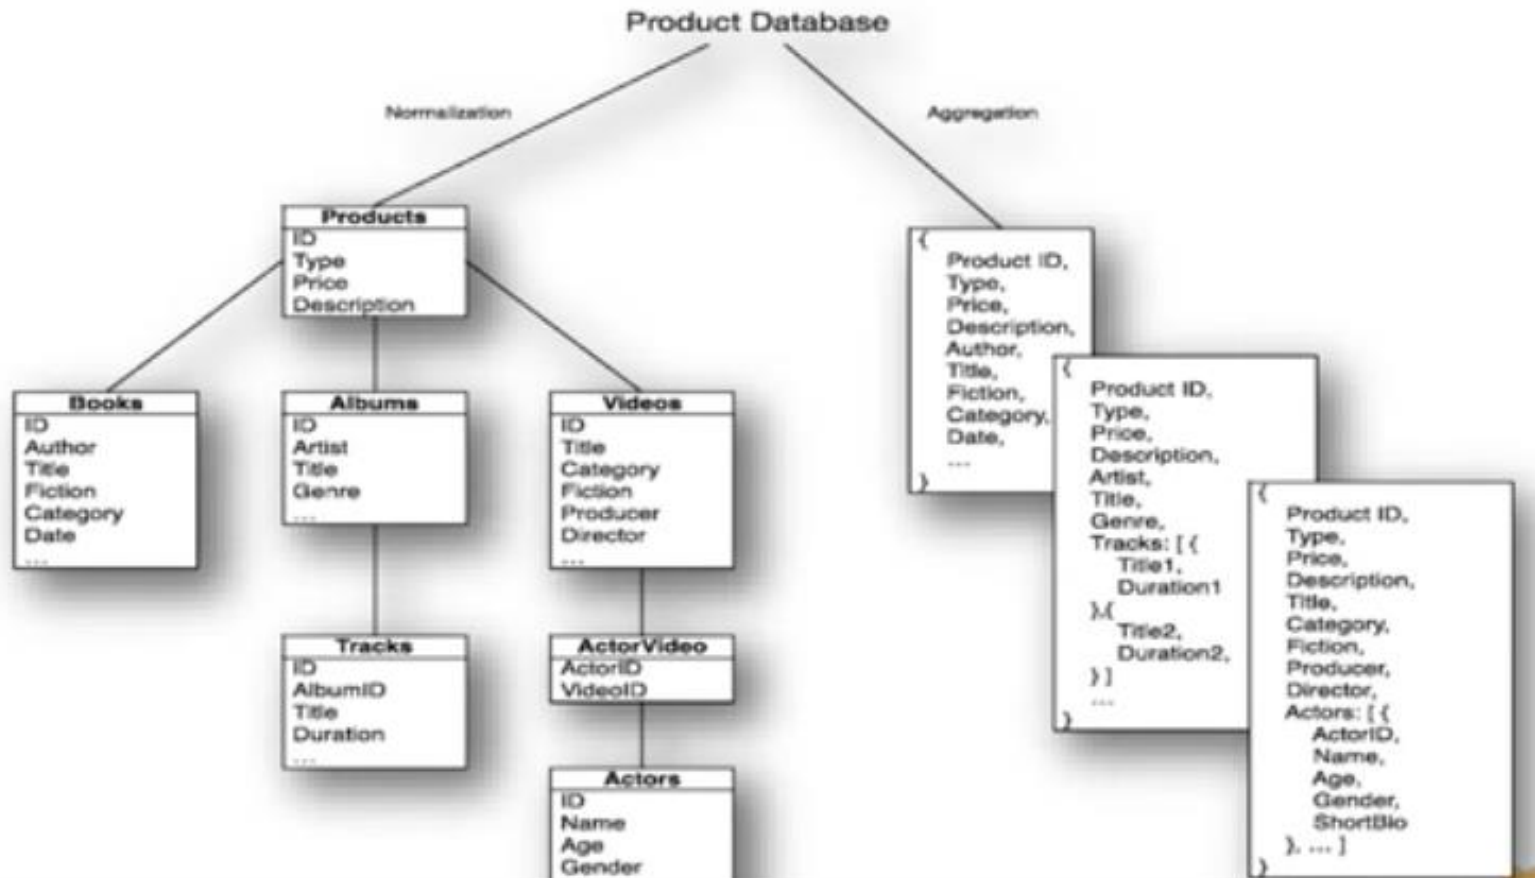 Product Database
Normalization
Aggregation
Products
ID
Type
Price
Description
Books
ID
Author
Title
Fiction
Category
Date
...
Albums
ID
Artist
Title
Genre
...
Videos
ID
Title
Category
Fiction
Producer
Director
...
Tracks
ID
AlbumID
Title
Duration
...
ActorVideo
ActorID
VideoID
Actors
ID
Name
Age
Gender
{
Product ID,
Type,
Price,
Description,
Author,
Title,
Fiction,
Category,
Date,
...
}
{
Product ID,
Type,
Price,
Description,
Artist,
Title,
Genre,
Tracks: [ {
Title1,
Duration1
},{
Title2,
Duration2,
} ]
...
}
{
Product ID,
Type,
Price,
Description,
Title,
Category,
Fiction,
Producer,
Director,
Actors: [ {
ActorID,
Name,
Age,
Gender,
ShortBio
}, ... ]
}